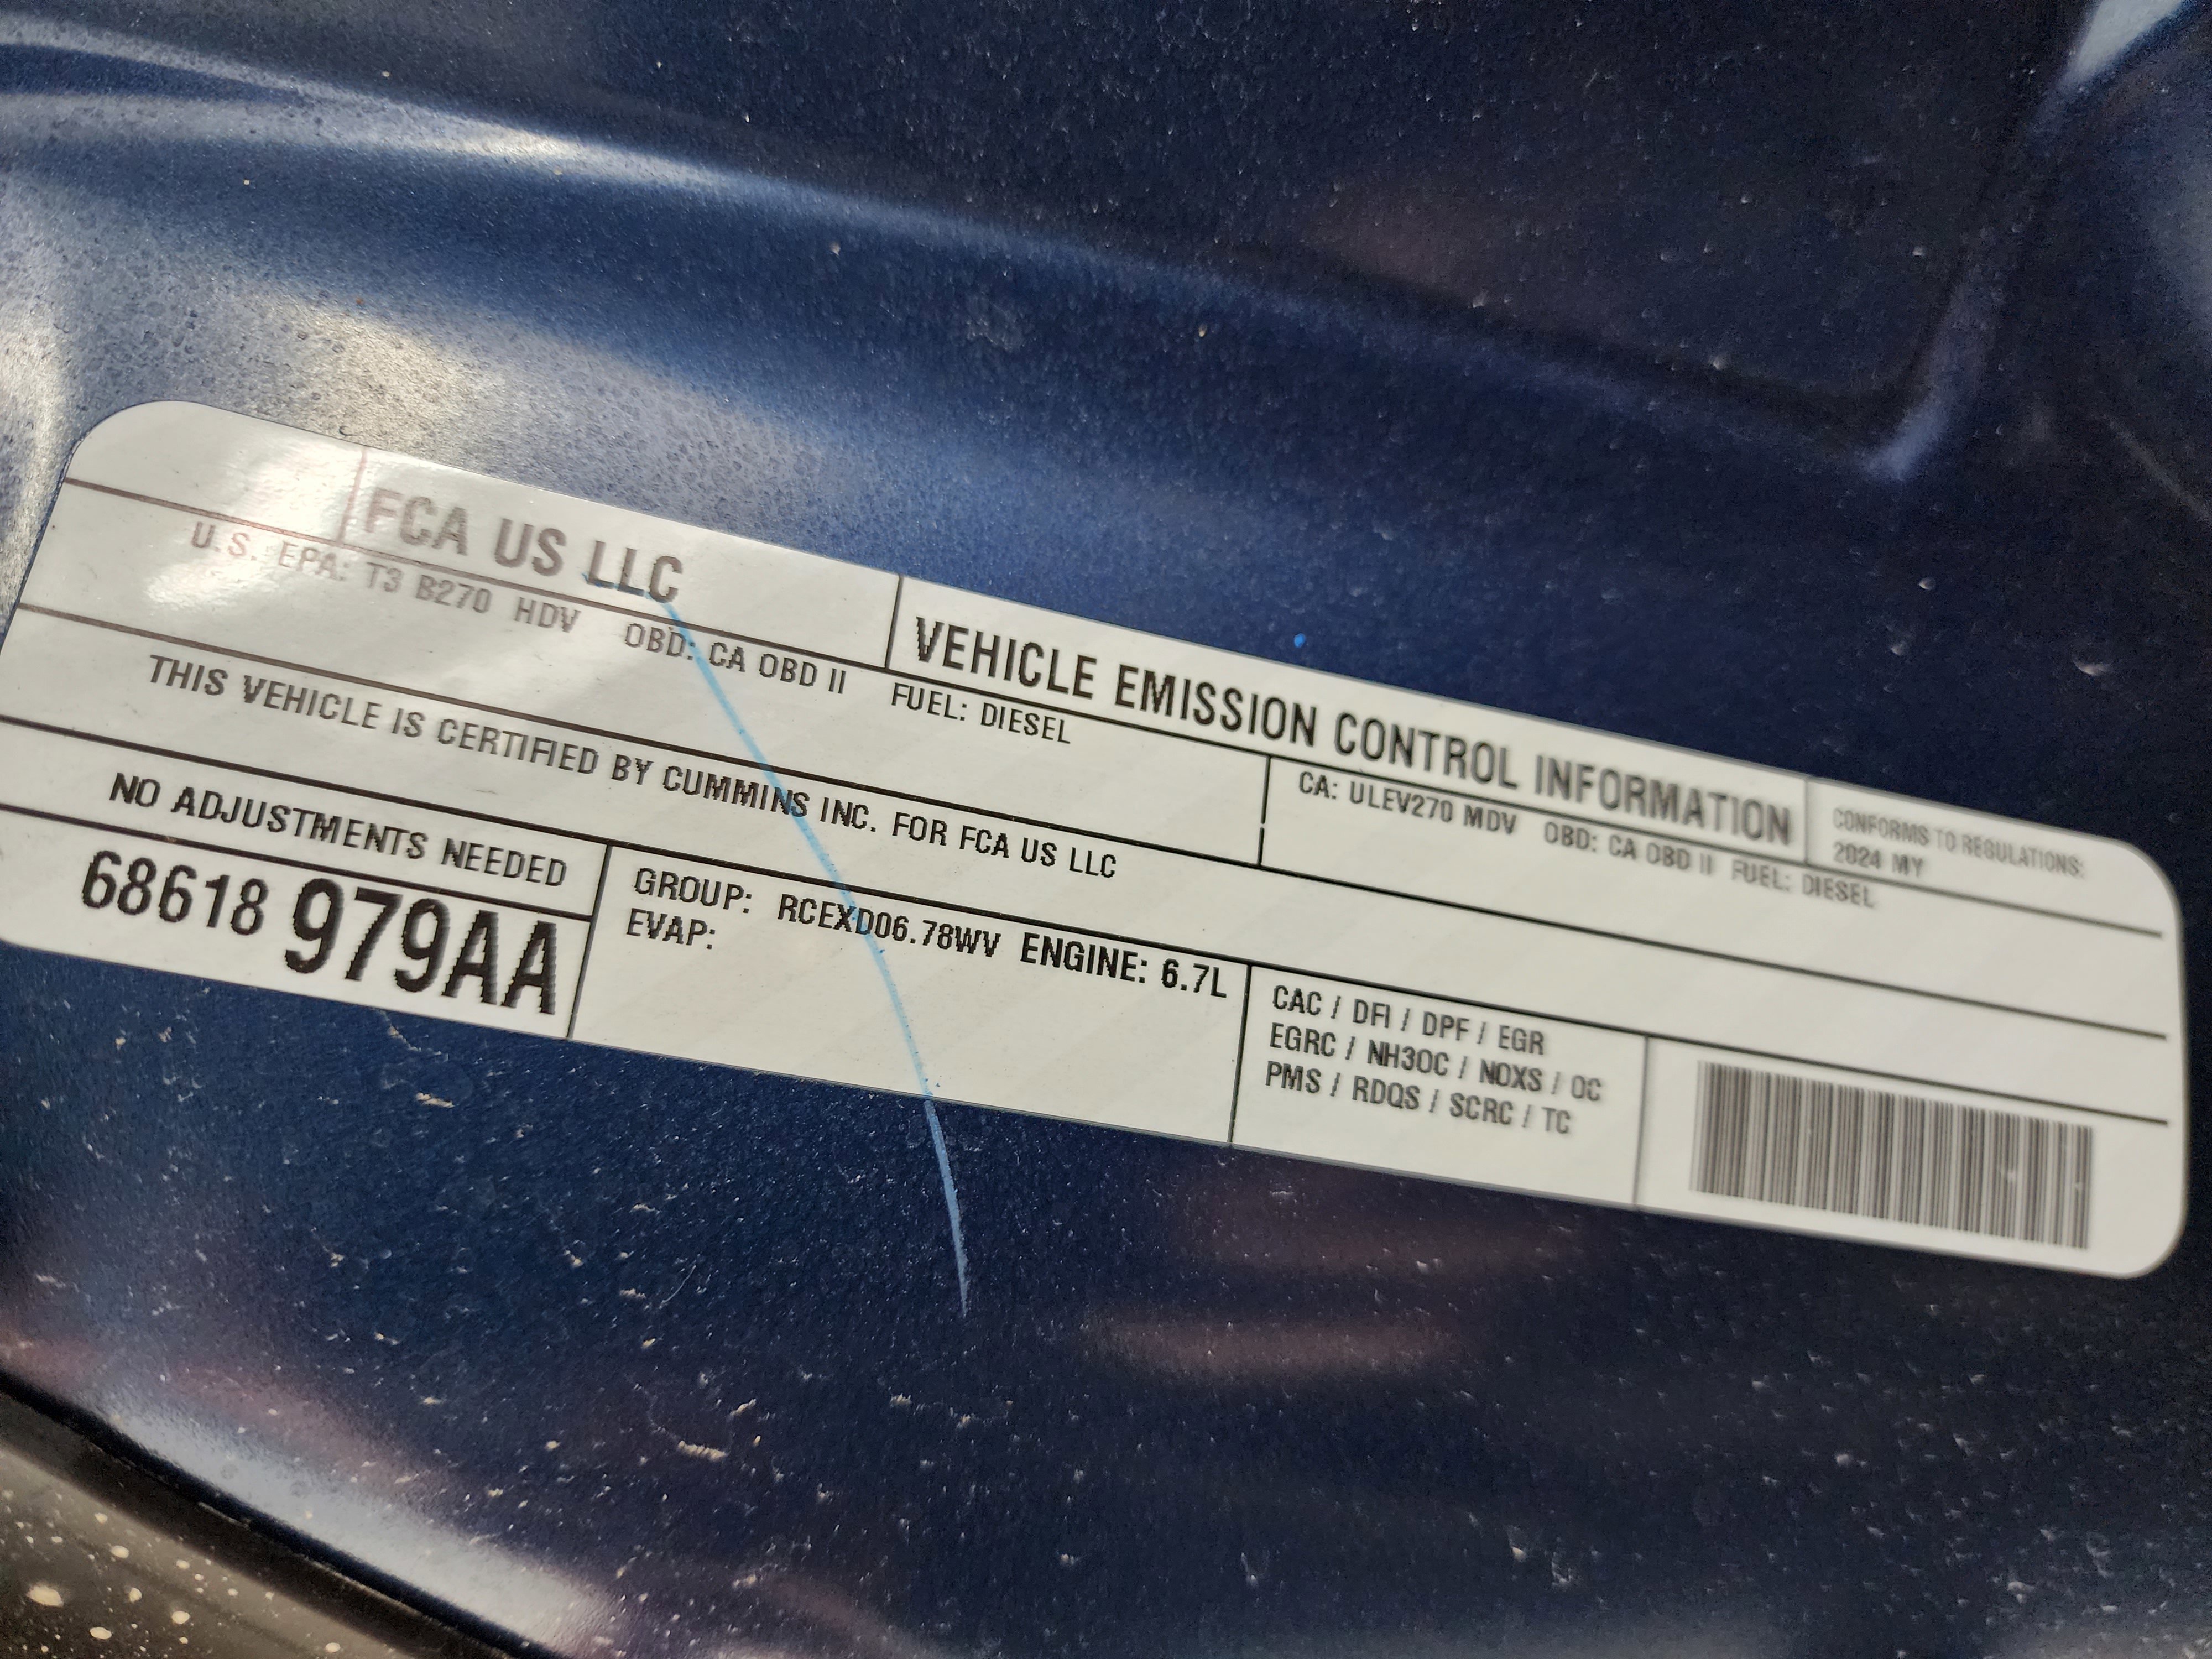 FCA US LLC
VEHICLE EMISSION CONTROL INFORMATION
CONFORMS TO REGULATIONS:
2024 MY
U.S. EPA: T3 B270 HDV OBD: CA OBD II FUEL: DIESEL
CA: ULEV270 MDV OBD: CA OBD II FUEL: DIESEL
THIS VEHICLE IS CERTIFIED BY CUMMINS INC. FOR FCA US LLC
NO ADJUSTMENTS NEEDED
68618 979AA
GROUP: RCEXD06.78WV ENGINE: 6.7L
EVAP:
CAC / DFI / DPF / EGR
EGRC / NH3OC / NOXS / OC
PMS / RDQS / SCRC / TC